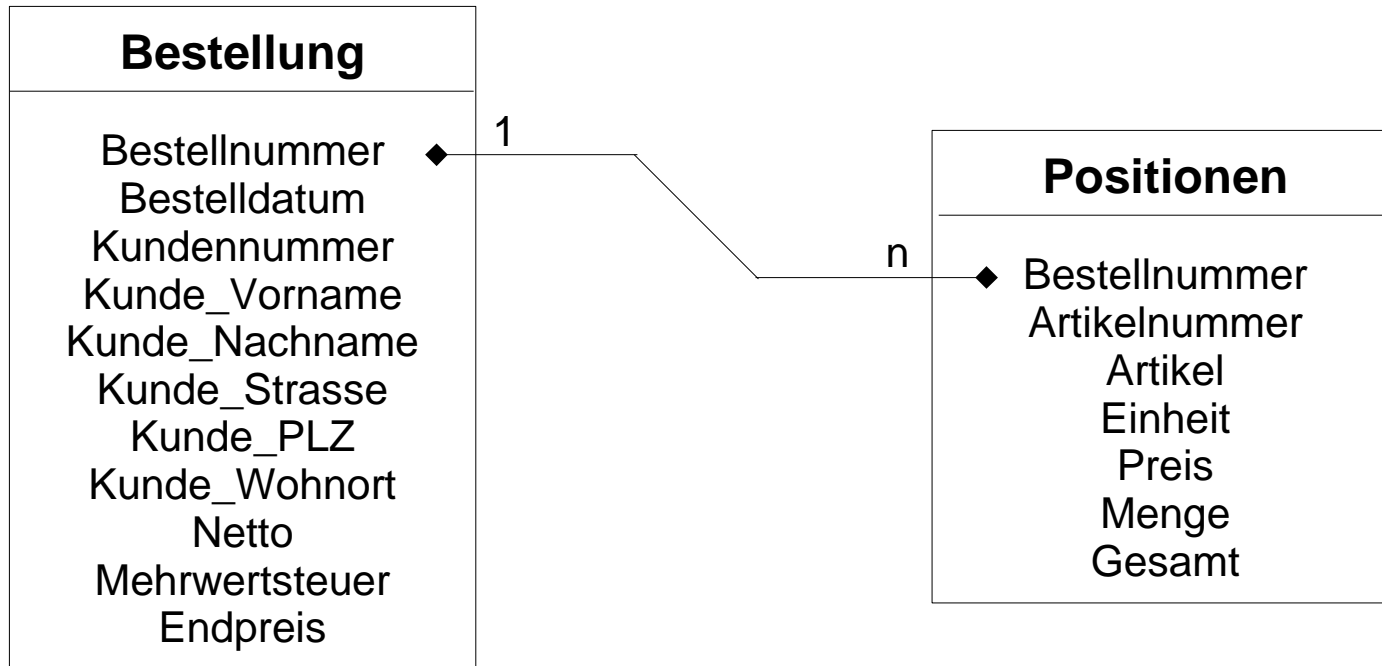 Bestellung
Bestellnummer
Bestelldatum
Kundennummer
Kunde_Vorname
Kunde_Nachname
Kunde_Strasse
Kunde_PLZ
Kunde_Wohnort
Netto
Mehrwertsteuer
Endpreis
1
n
Positionen
Bestellnummer
Artikelnummer
Artikel
Einheit
Preis
Menge
Gesamt